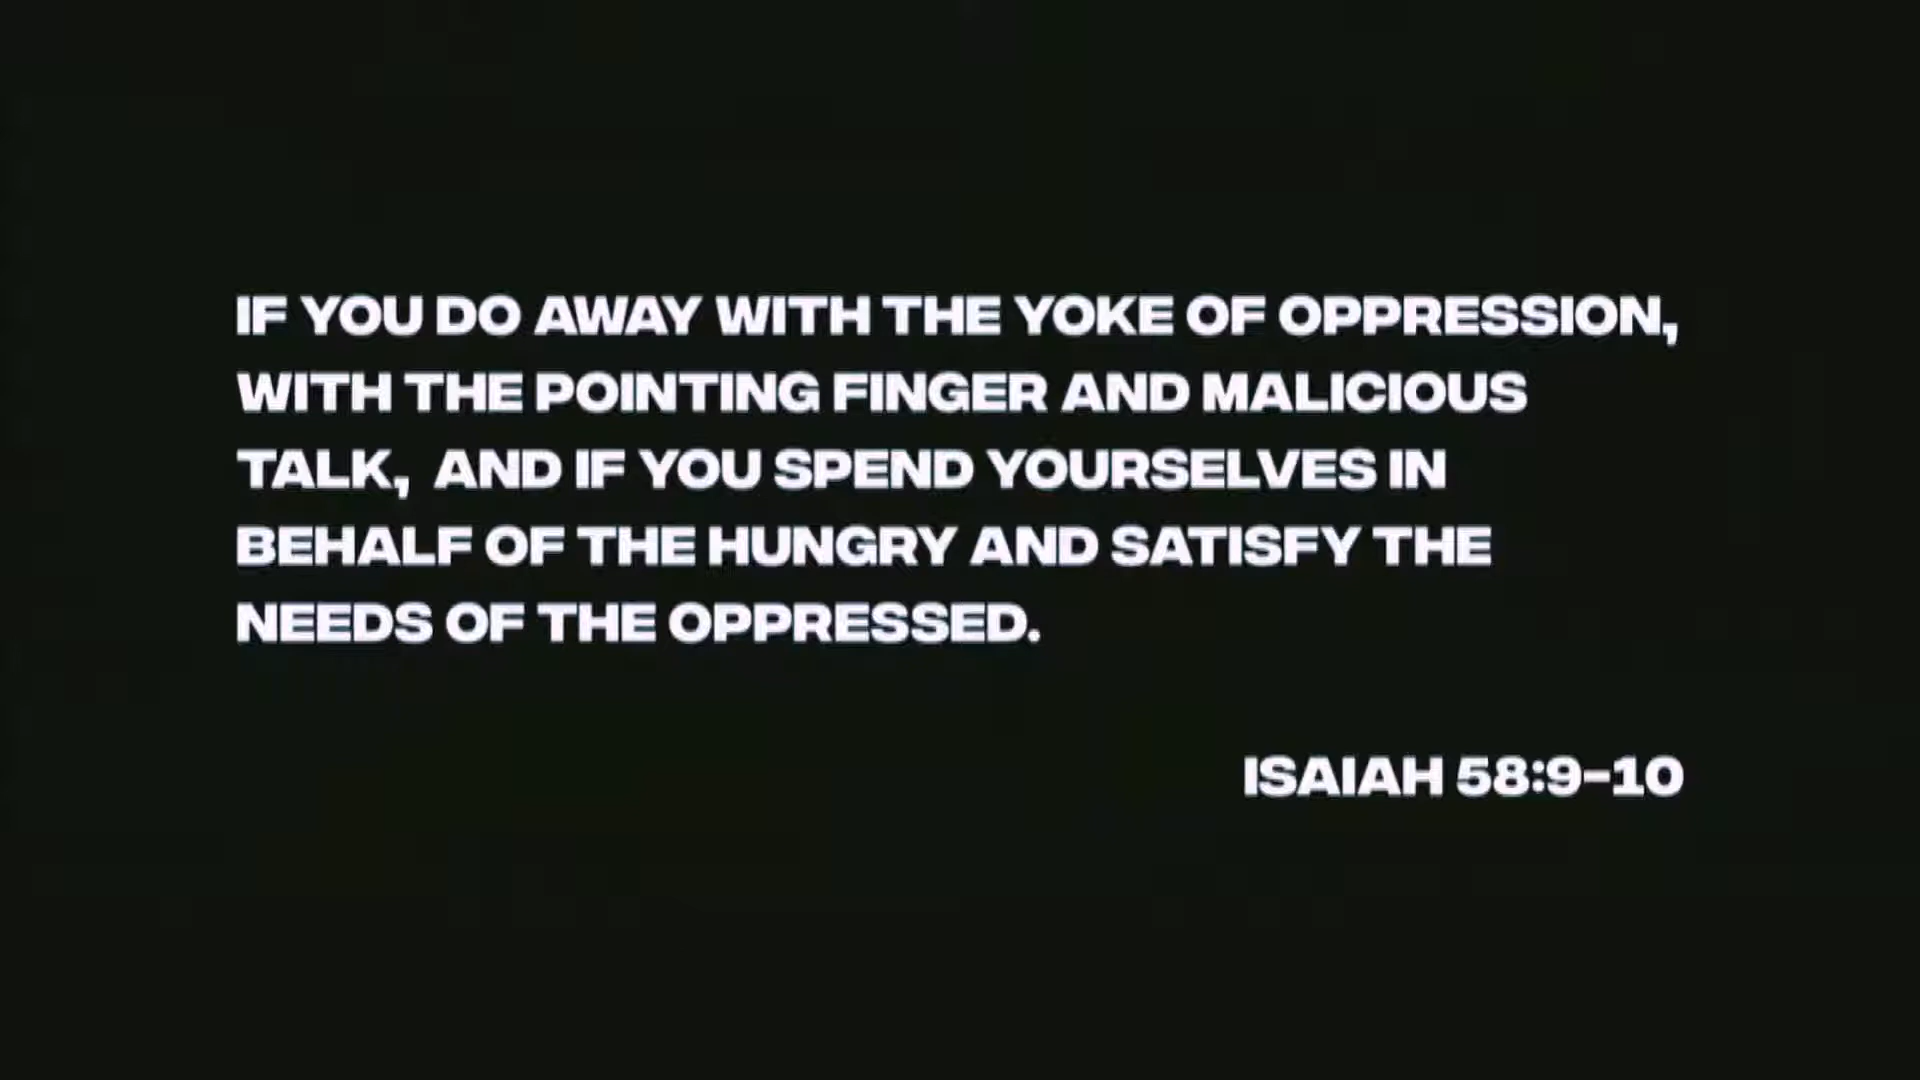 IF YOU DO AWAY WITH THE YOKE OF OPPRESSION,
WITH THE POINTING FINGER AND MALICIOUS
TALK,  AND IF YOU SPEND YOURSELVES IN
BEHALF OF THE HUNGRY AND SATISFY THE
NEEDS OF THE OPPRESSED.
ISAIAH 58:9–10